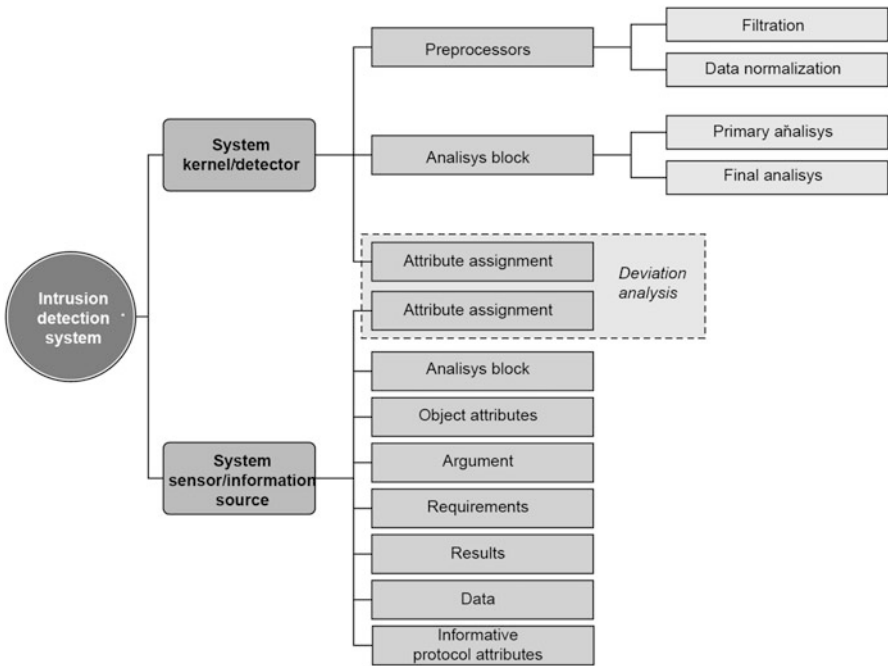 Intrusion
detection
system
System
kernel/detector
System
sensor/information
source
Preprocessors
Filtration
Data normalization
Analisys block
Primary aňalisys
Final analisys
Attribute assignment
Attribute assignment
Deviation
analysis
Analisys block
Object attributes
Argument
Requirements
Results
Data
Informative
protocol attributes